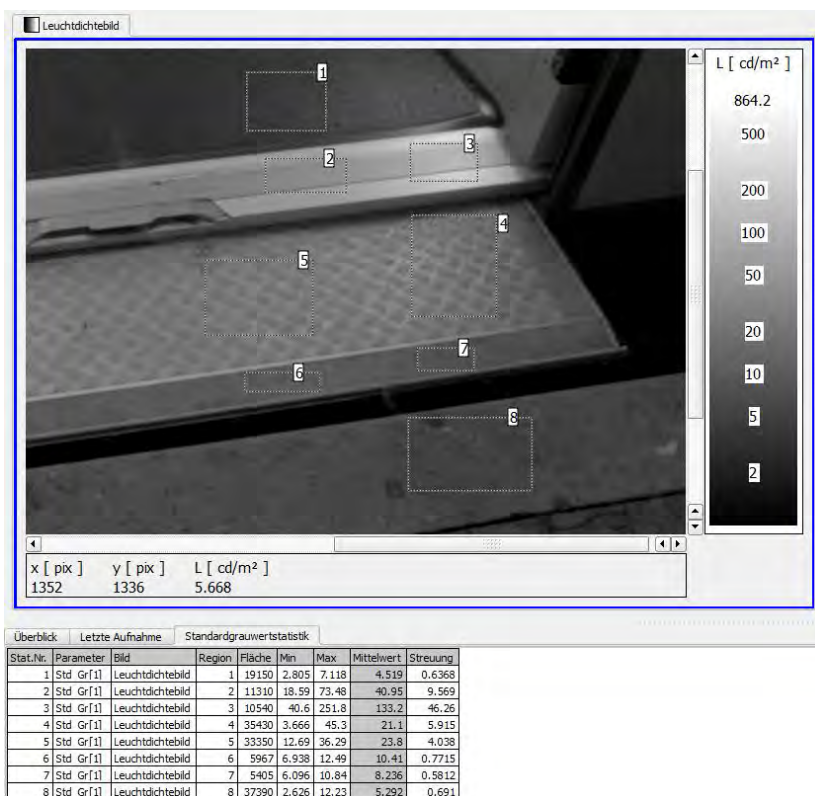 Leuchtdichtebild
L [ cd/m² ]
864.2
500
200
100
50
20
10
5
2
1
2
3
4
5
6
7
8
x [ pix ] y [ pix ] L [ cd/m² ]
1352 1336 5.668
Überblick Letzte Aufnahme Standardgrauwertstatistik
Stat.Nr. Parameter Bild Region Fläche Min Max Mittelwert Streuung
1 Std Gr[1] Leuchtdichtebild 1 19150 2.805 7.118 4.519 0.6368
2 Std Gr[1] Leuchtdichtebild 2 11310 18.59 73.48 40.95 9.569
3 Std Gr[1] Leuchtdichtebild 3 10540 40.6 251.8 133.2 46.26
4 Std Gr[1] Leuchtdichtebild 4 35430 3.666 45.3 21.1 5.915
5 Std Gr[1] Leuchtdichtebild 5 33350 12.69 36.29 23.8 4.038
6 Std Gr[1] Leuchtdichtebild 6 5967 6.938 12.49 10.41 0.7715
7 Std Gr[1] Leuchtdichtebild 7 5405 6.096 10.84 8.236 0.5812
8 Std Gr[1] Leuchtdichtebild 8 37390 2.626 12.23 5.292 0.691